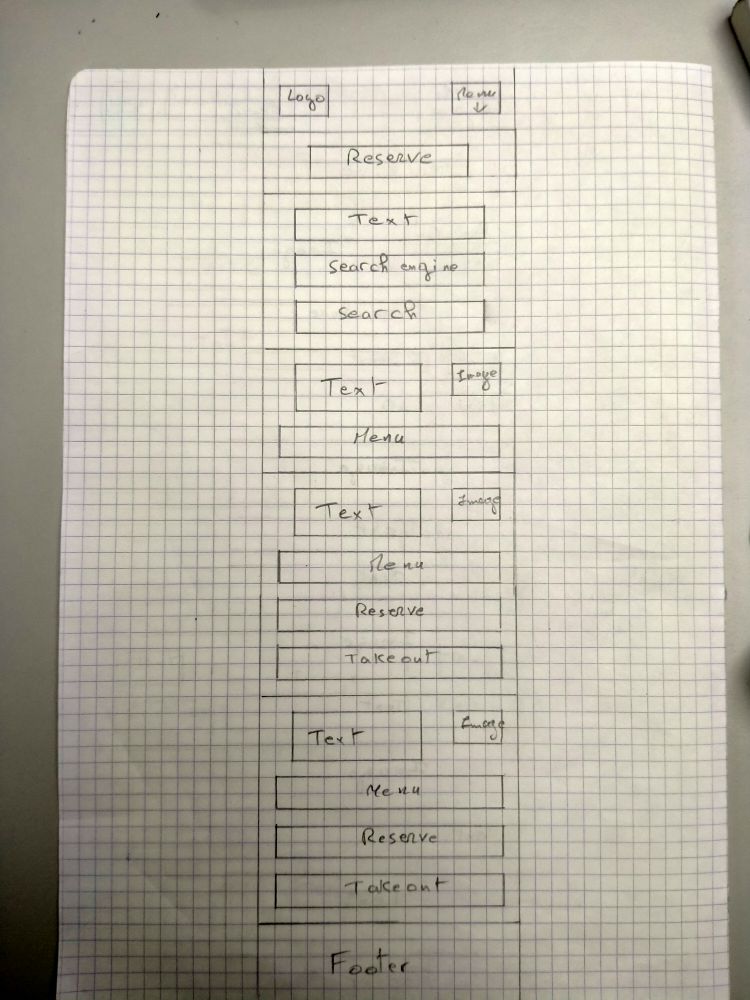 Logo
Menu
Reserve
Text
Search engine
Search
Text
Image
Menu
Text
Image
Menu
Reserve
Takeout
Text
Image
Menu
Reserve
Takeout
Footer